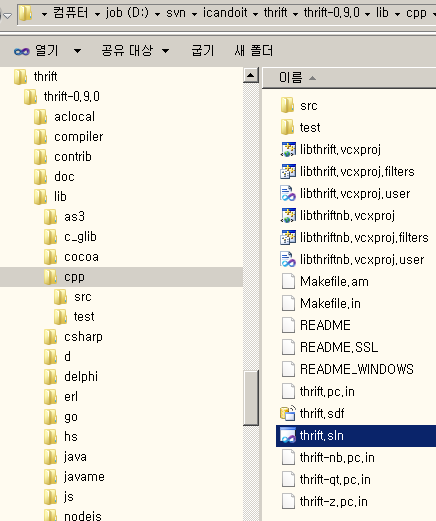 컴퓨터 job (D:) svn icandoit thrift thrift-0.9.0 lib cpp
열기 공유 대상 굽기 새 폴더
thrift
thrift-0.9.0
aclocal
compiler
contrib
doc
lib
as3
c_glib
cocoa
cpp
src
test
csharp
d
delphi
erl
go
hs
java
javame
js
nodejs
이름
src
test
libthrift.vcxproj
libthrift.vcxproj.filters
libthrift.vcxproj.user
libthriftnb.vcxproj
libthriftnb.vcxproj.filters
libthriftnb.vcxproj.user
Makefile.am
Makefile.in
README
README.SSL
README_WINDOWS
thrift.pc.in
thrift.sdf
thrift.sln
thrift-nb.pc.in
thrift-qt.pc.in
thrift-z.pc.in